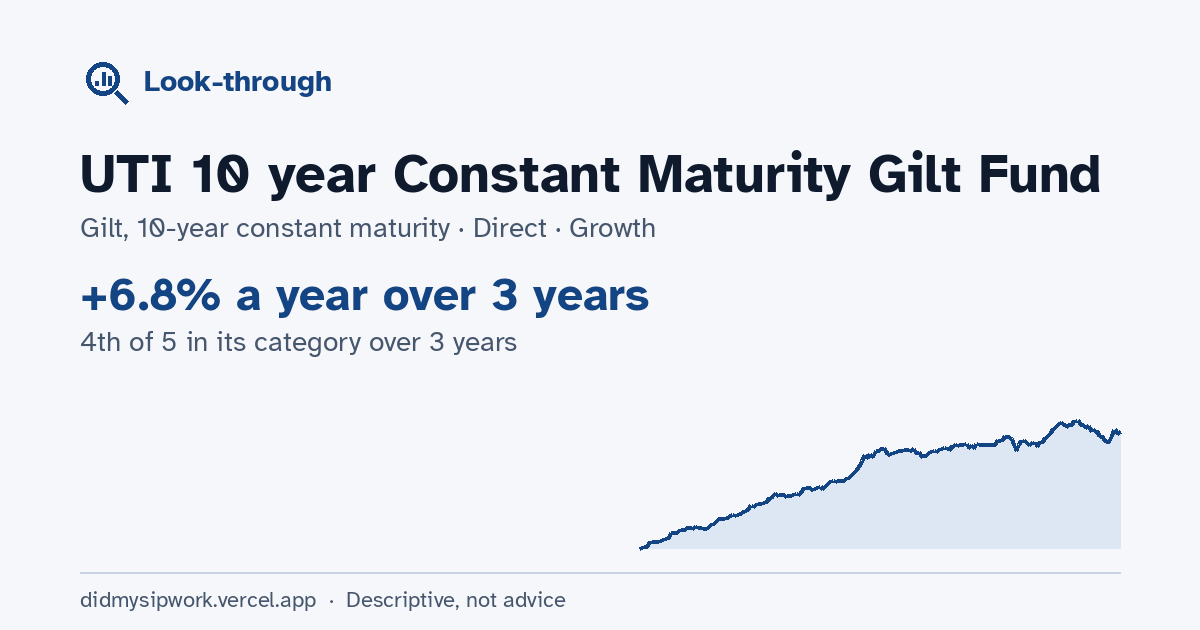 Look-through
UTI 10 year Constant Maturity Gilt Fund
Gilt, 10-year constant maturity · Direct · Growth
+6.8% a year over 3 years
4th of 5 in its category over 3 years
didmysipwork.vercel.app · Descriptive, not advice